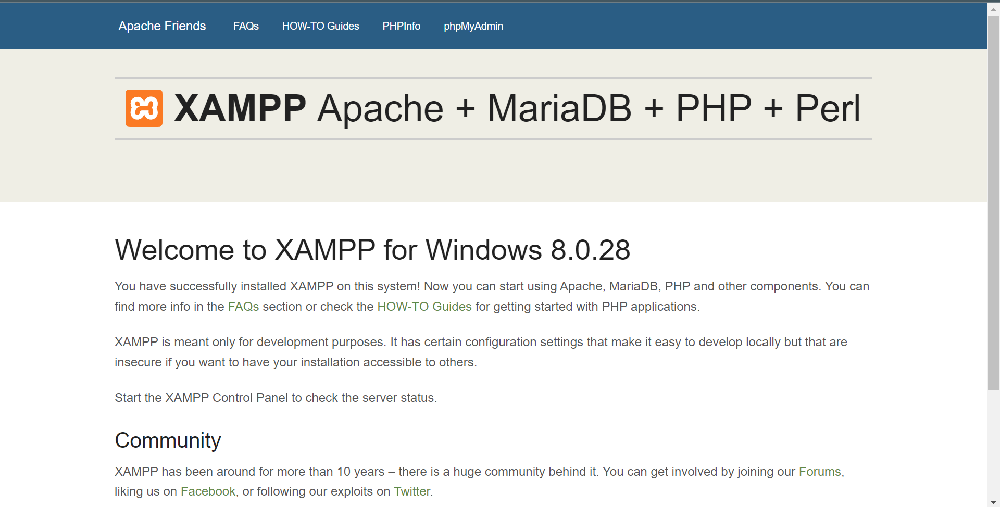 Apache Friends FAQs HOW-TO Guides PHPInfo phpMyAdmin
XAMPP Apache + MariaDB + PHP + Perl
Welcome to XAMPP for Windows 8.0.28
You have successfully installed XAMPP on this system! Now you can start using Apache, MariaDB, PHP and other components. You can
find more info in the FAQs section or check the HOW-TO Guides for getting started with PHP applications.
XAMPP is meant only for development purposes. It has certain configuration settings that make it easy to develop locally but that are
insecure if you want to have your installation accessible to others.
Start the XAMPP Control Panel to check the server status.
Community
XAMPP has been around for more than 10 years – there is a huge community behind it. You can get involved by joining our Forums,
liking us on Facebook, or following our exploits on Twitter.